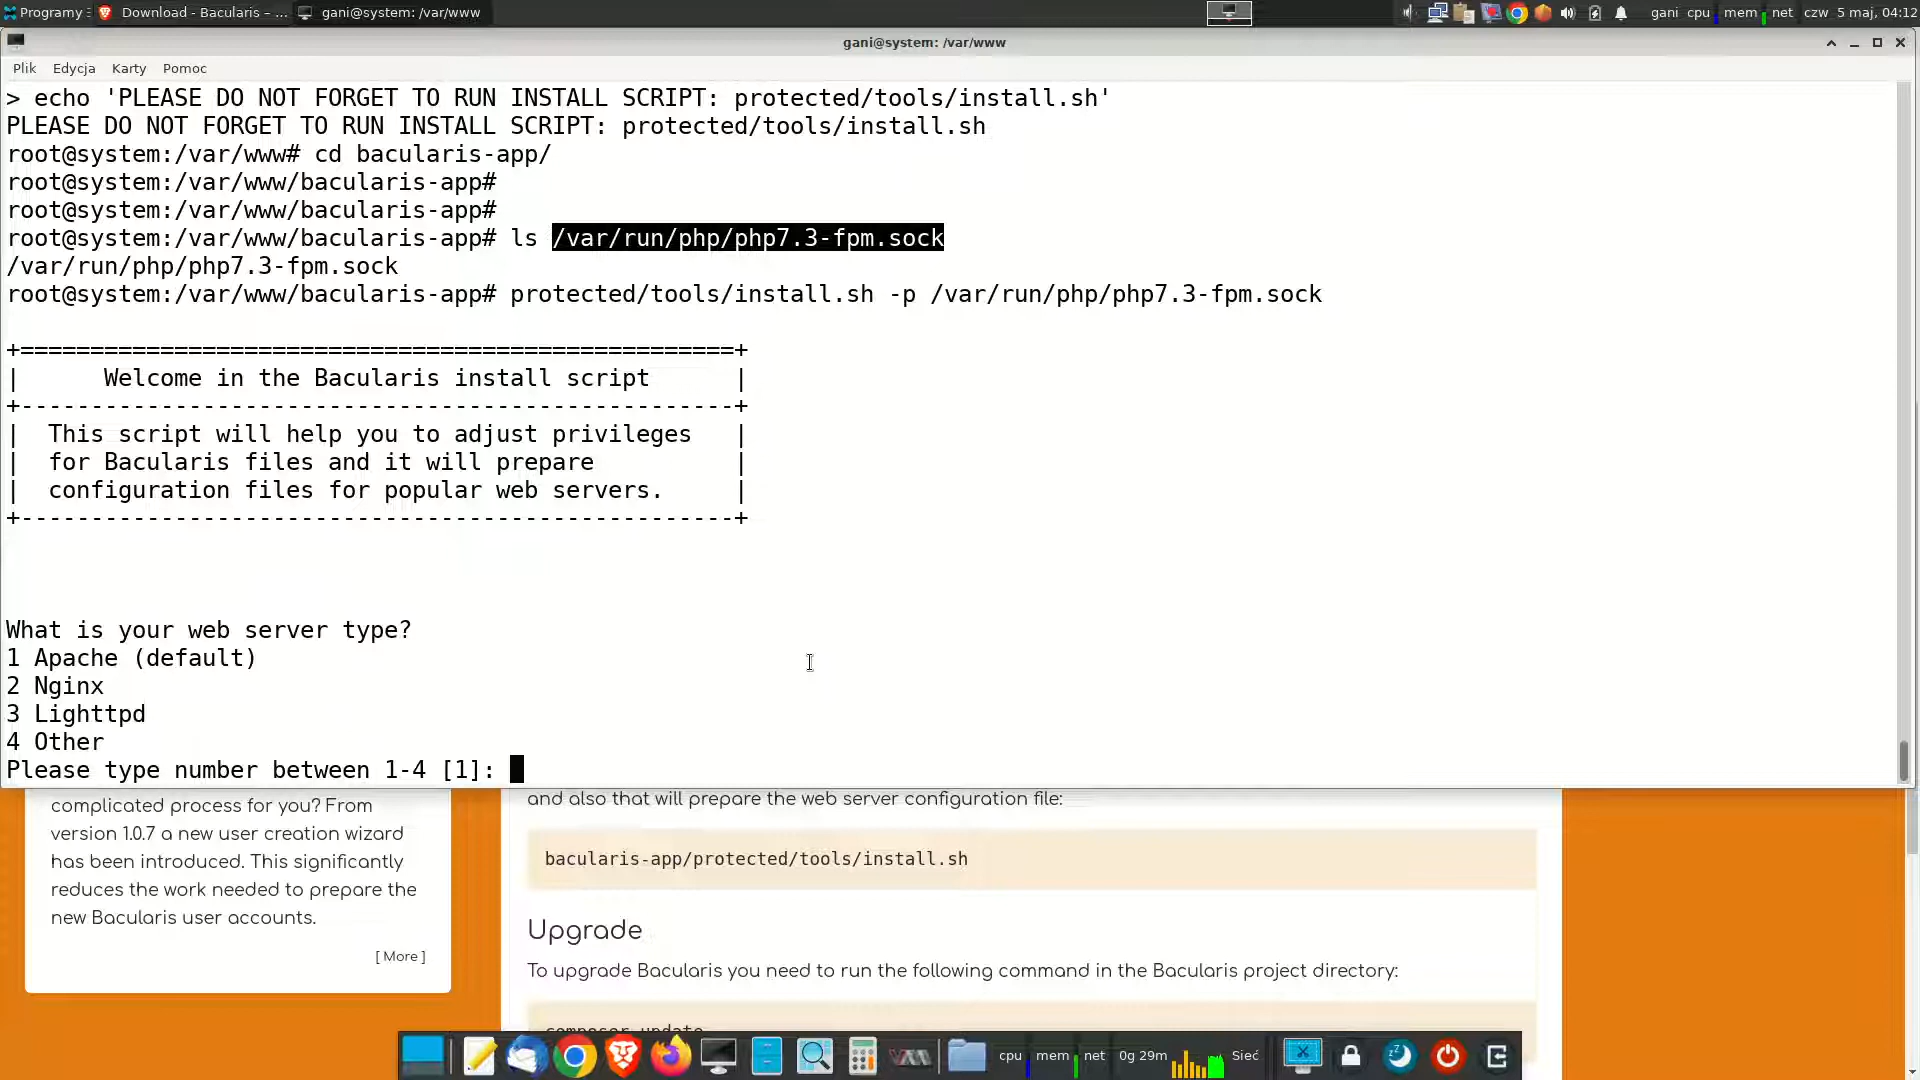 Programy
Download - Bacularis – ...
gani@system: /var/www
gani cpu mem net czw 5 maj, 04:12
gani@system: /var/www
Plik Edycja Karty Pomoc
> echo 'PLEASE DO NOT FORGET TO RUN INSTALL SCRIPT: protected/tools/install.sh'
PLEASE DO NOT FORGET TO RUN INSTALL SCRIPT: protected/tools/install.sh
root@system:/var/www# cd bacularis-app/
root@system:/var/www/bacularis-app#
root@system:/var/www/bacularis-app#
root@system:/var/www/bacularis-app# ls /var/run/php/php7.3-fpm.sock
/var/run/php/php7.3-fpm.sock
root@system:/var/www/bacularis-app# protected/tools/install.sh -p /var/run/php/php7.3-fpm.sock
+===================================================+
| Welcome in the Bacularis install script |
+---------------------------------------------------+
| This script will help you to adjust privileges |
| for Bacularis files and it will prepare |
| configuration files for popular web servers. |
+---------------------------------------------------+
What is your web server type?
1 Apache (default)
2 Nginx
3 Lighttpd
4 Other
Please type number between 1-4 [1]:
complicated process for you? From
version 1.0.7 a new user creation wizard
has been introduced. This significantly
reduces the work needed to prepare the
new Bacularis user accounts.
[ More ]
and also that will prepare the web server configuration file:
bacularis-app/protected/tools/install.sh
Upgrade
To upgrade Bacularis you need to run the following command in the Bacularis project directory:
composer update
cpu mem net 0g 29m Sieć